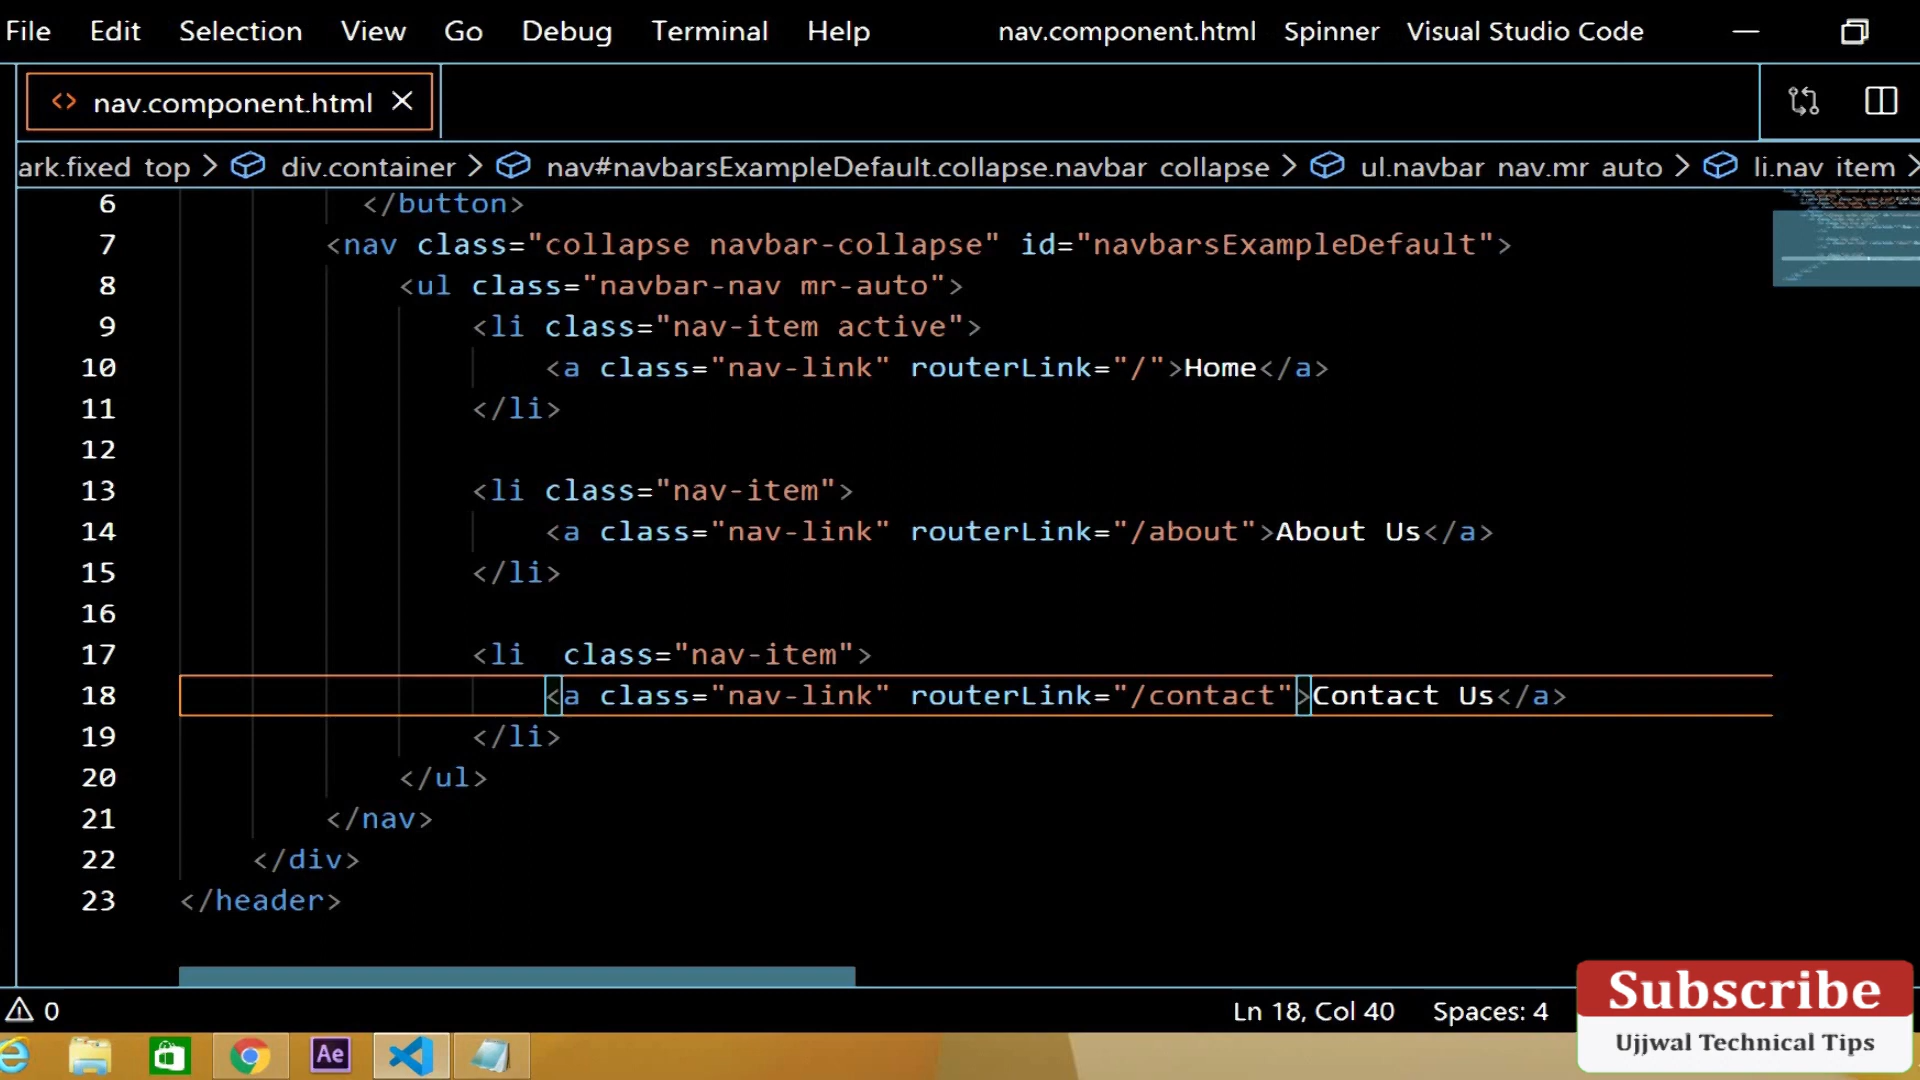 File Edit Selection View Go Debug Terminal Help nav.component.html Spinner Visual Studio Code
nav.component.html
ark.fixed top > div.container > nav#navbarsExampleDefault.collapse.navbar collapse > ul.navbar nav.mr auto > li.nav item >
6 </button>
7 <nav class="collapse navbar-collapse" id="navbarsExampleDefault">
8 <ul class="navbar-nav mr-auto">
9 <li class="nav-item active">
10 <a class="nav-link" routerLink="/">Home</a>
11 </li>
12
13 <li class="nav-item">
14 <a class="nav-link" routerLink="/about">About Us</a>
15 </li>
16
17 <li  class="nav-item">
18 <a class="nav-link" routerLink="/contact">Contact Us</a>
19 </li>
20 </ul>
21 </nav>
22 </div>
23 </header>
0 Ln 18, Col 40 Spaces: 4
Subscribe
Ujjwal Technical Tips
Ae